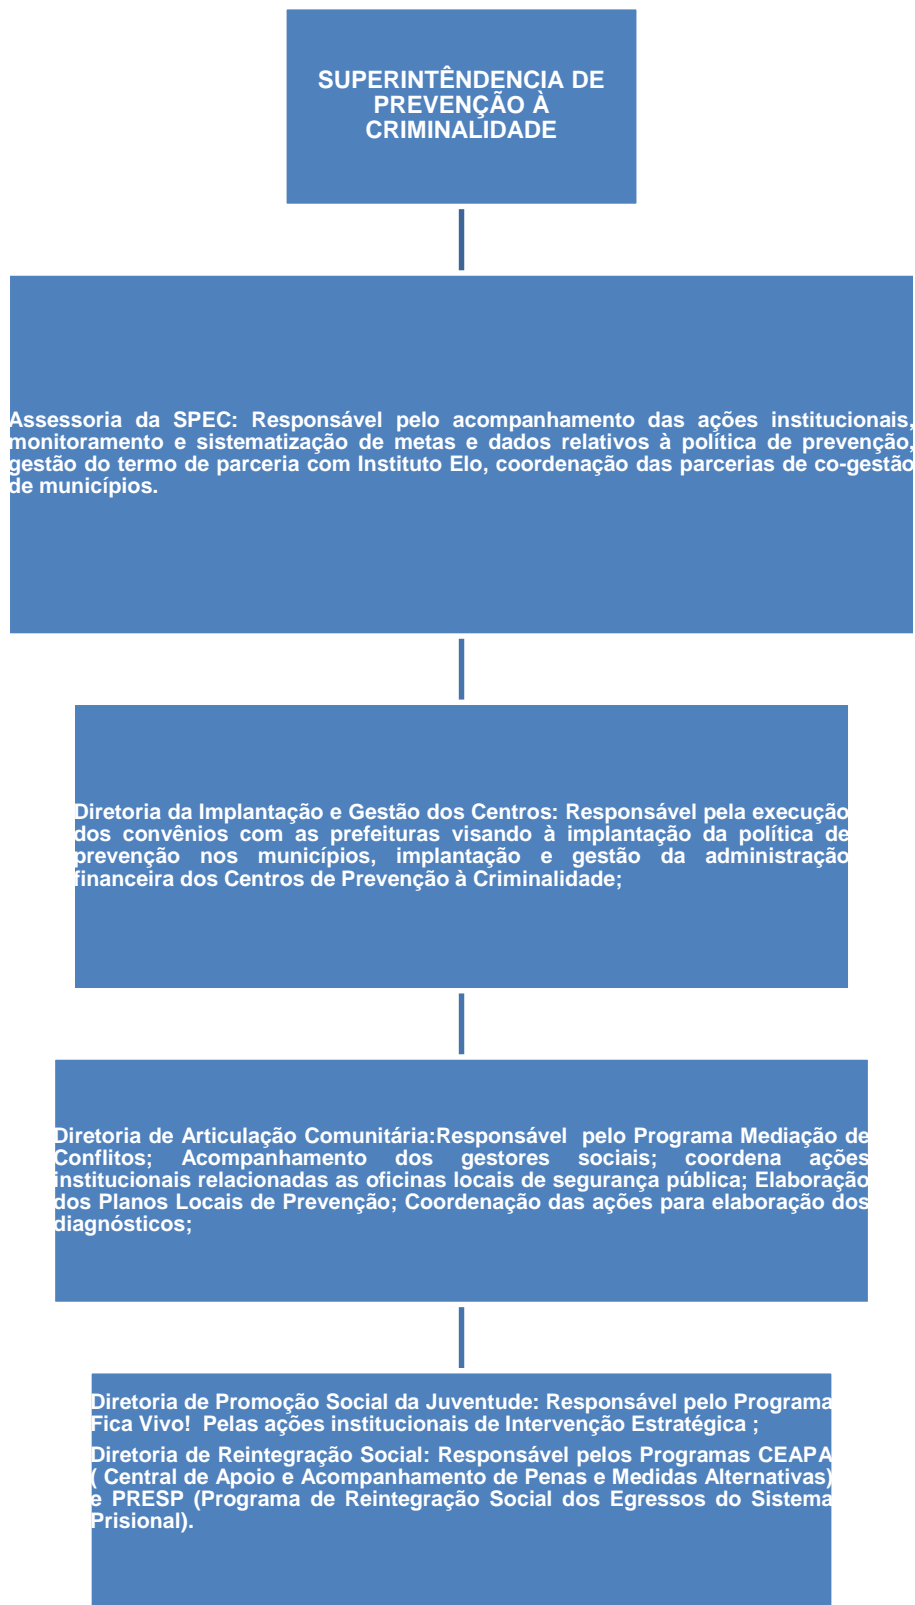 SUPERINTÊNDENCIA DE
PREVENÇÃO À
CRIMINALIDADE
Assessoria da SPEC: Responsável pelo acompanhamento das ações institucionais,
monitoramento e sistematização de metas e dados relativos à política de prevenção,
gestão do termo de parceria com Instituto Elo, coordenação das parcerias de co-gestão
de municípios.
Diretoria da Implantação e Gestão dos Centros: Responsável pela execução
dos convênios com as prefeituras visando à implantação da política de
prevenção nos municípios, implantação e gestão da administração
financeira dos Centros de Prevenção à Criminalidade;
Diretoria de Articulação Comunitária:Responsável pelo Programa Mediação de
Conflitos; Acompanhamento dos gestores sociais; coordena ações
institucionais relacionadas as oficinas locais de segurança pública; Elaboração
dos Planos Locais de Prevenção; Coordenação das ações para elaboração dos
diagnósticos;
Diretoria de Promoção Social da Juventude: Responsável pelo Programa
Fica Vivo! Pelas ações institucionais de Intervenção Estratégica ;
Diretoria de Reintegração Social: Responsável pelos Programas CEAPA
( Central de Apoio e Acompanhamento de Penas e Medidas Alternativas)
e PRESP (Programa de Reintegração Social dos Egressos do Sistema
Prisional).